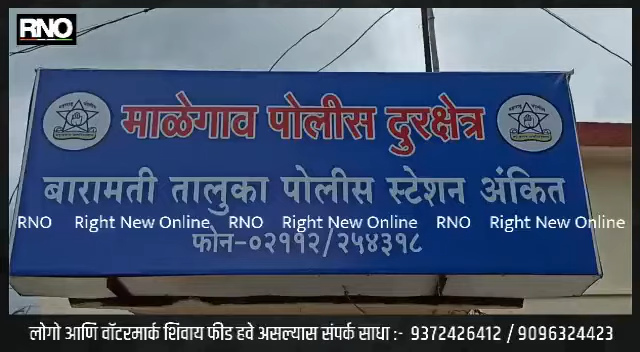 RNO
माळेगाव पोलीस दुरक्षेत्र
बारामती तालुका पोलीस स्टेशन अंकित
RNO Right New Online RNO Right New Online RNO Right New Online
फोन-०२११२/२५४३१८
लोगो आणि वॉटरमार्क शिवाय फीड हवे असल्यास संपर्क साधा :- 9372426412 / 9096324423